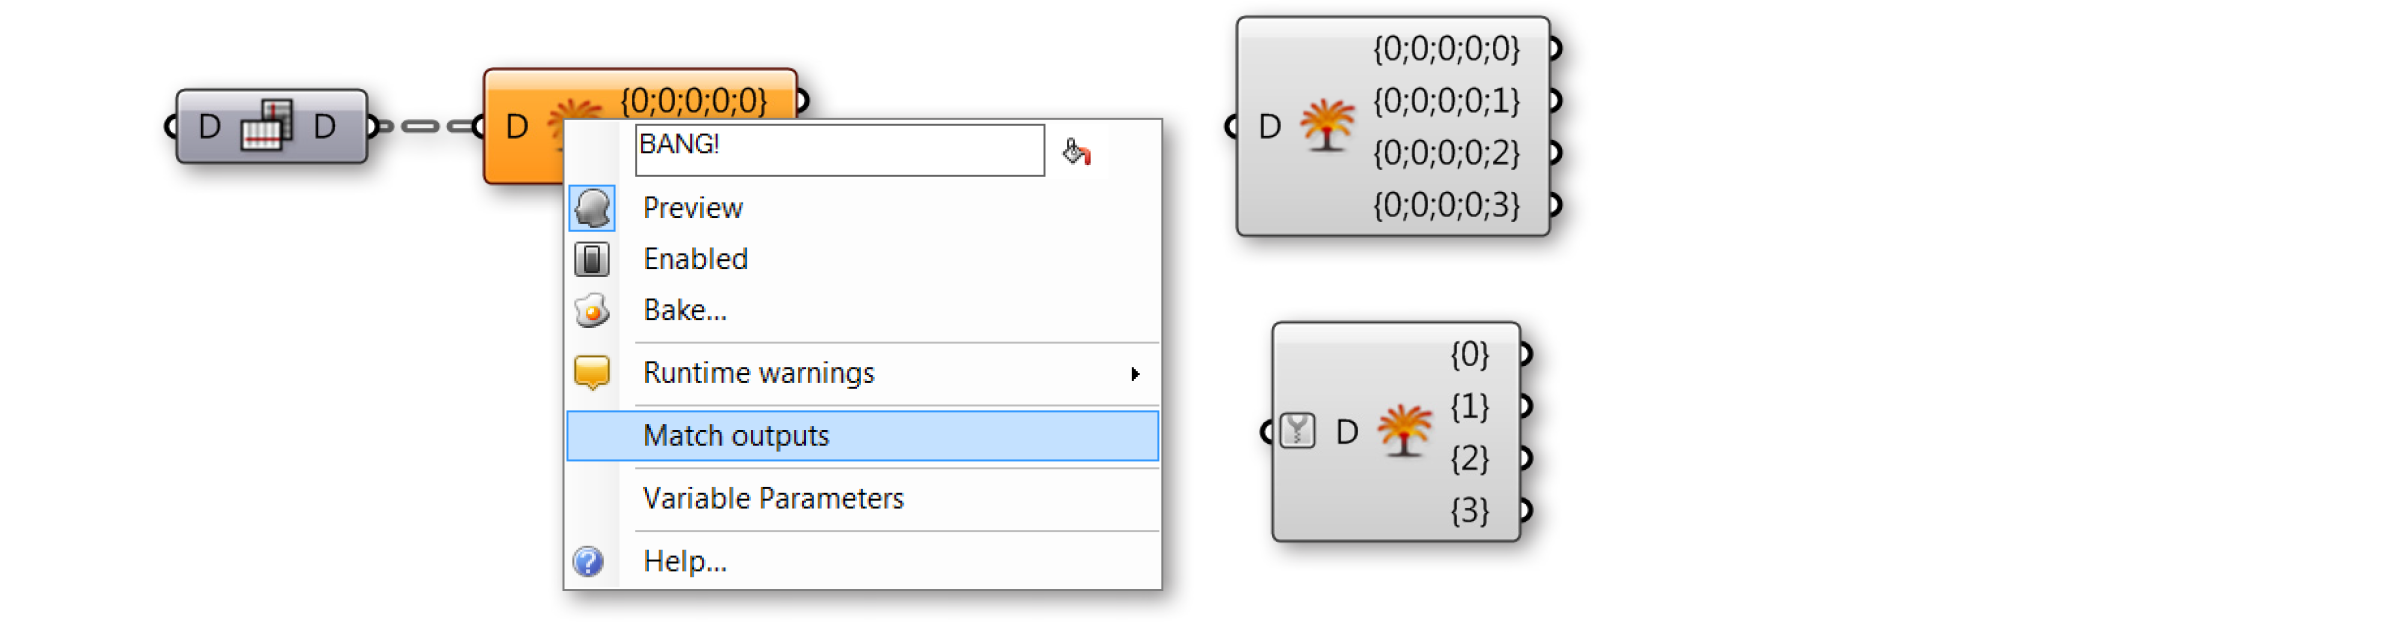 D D
D {0;0;0;0;0}
BANG!
Preview
Enabled
Bake...
Runtime warnings
Match outputs
Variable Parameters
Help...
{0;0;0;0;0}
{0;0;0;0;1}
D
{0;0;0;0;2}
{0;0;0;0;3}
{0}
{1}
D
{2}
{3}